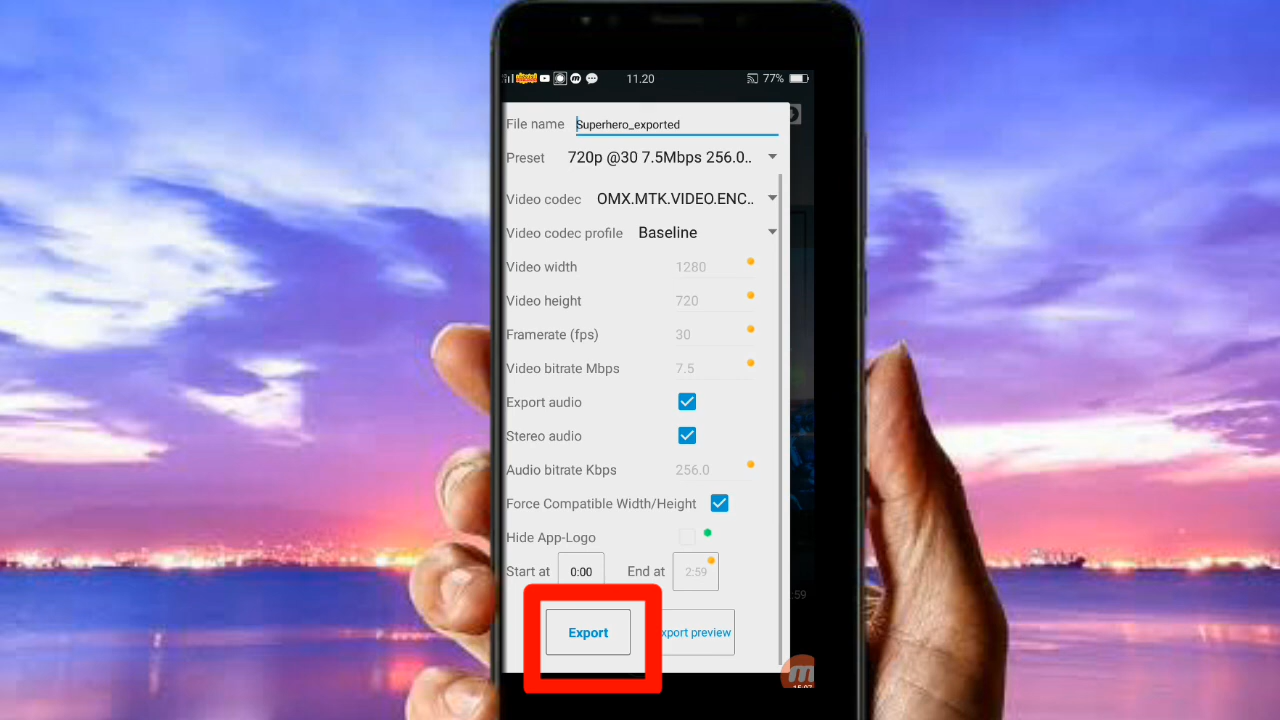 11.20 77%
File name Superhero_exported
Preset 720p @30 7.5Mbps 256.0..
Video codec OMX.MTK.VIDEO.ENC..
Video codec profile Baseline
Video width 1280
Video height 720
Framerate (fps) 30
Video bitrate Mbps 7.5
Export audio
Stereo audio
Audio bitrate Kbps 256.0
Force Compatible Width/Height
Hide App-Logo
Start at 0:00 End at 2:59
:59
Export xport preview